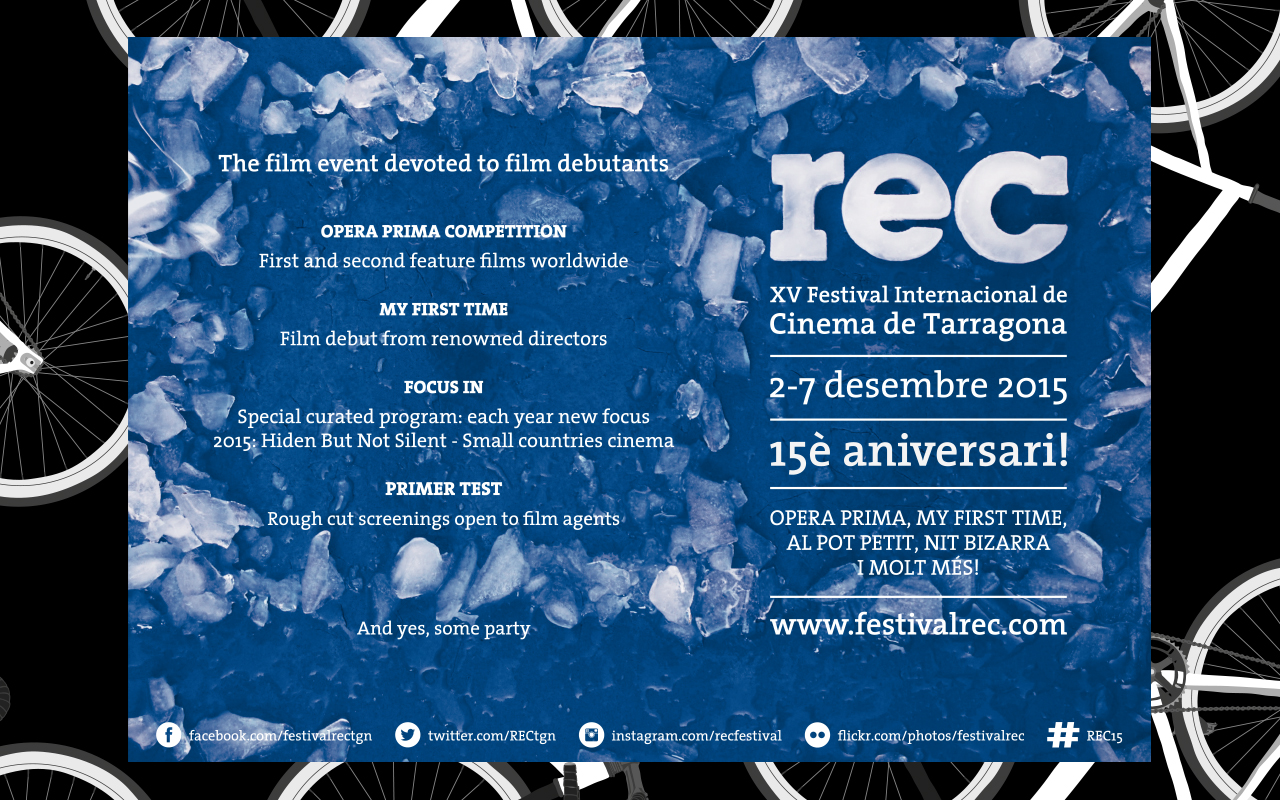 The film event devoted to film debutants
OPERA PRIMA COMPETITION
First and second feature films worldwide
MY FIRST TIME
Film debut from renowned directors
FOCUS IN
Special curated program: each year new focus
2015: Hiden But Not Silent - Small countries cinema
PRIMER TEST
Rough cut screenings open to film agents
And yes, some party
rec
XV Festival Internacional de
Cinema de Tarragona
2-7 desembre 2015
15è aniversari!
OPERA PRIMA, MY FIRST TIME,
AL POT PETIT, NIT BIZARRA
I MOLT MÉS!
www.festivalrec.com
facebook.com/festivalrectgn
twitter.com/RECtgn
instagram.com/recfestival
flickr.com/photos/festivalrec
# REC15